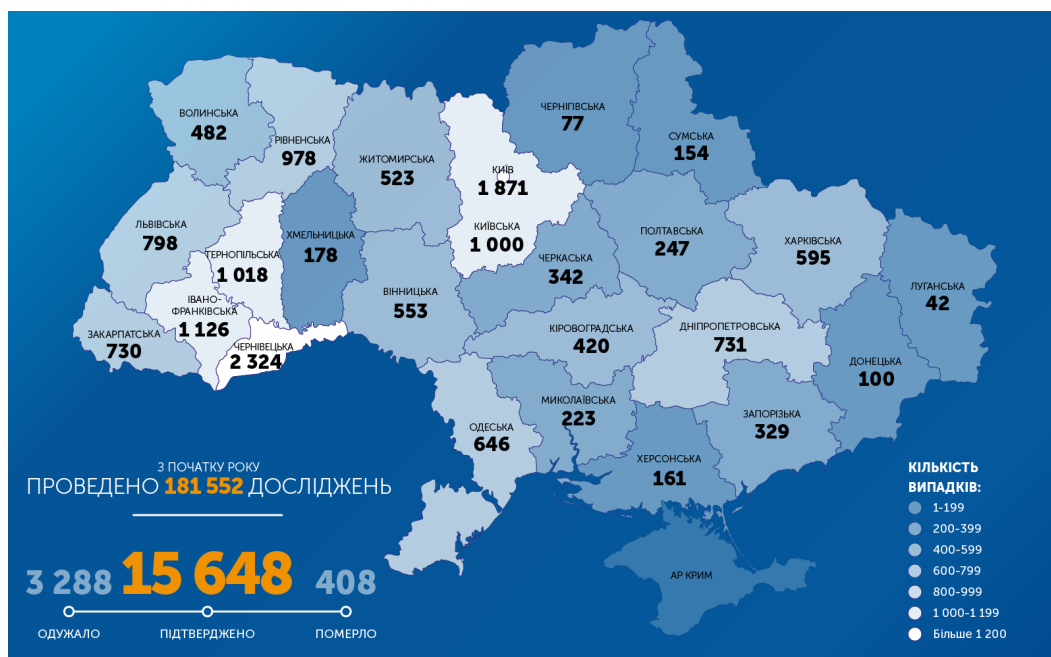 ВОЛИНСЬКА
482
РІВНЕНСЬКА
978
ЖИТОМИРСЬКА
523
КИЇВ
1 871
КИЇВСЬКА
1 000
ЧЕРНІГІВСЬКА
77
СУМСЬКА
154
ЛЬВІВСЬКА
798
ТЕРНОПІЛЬСЬКА
1 018
ХМЕЛЬНИЦЬКА
178
ВІННИЦЬКА
553
ЧЕРКАСЬКА
342
ПОЛТАВСЬКА
247
ХАРКІВСЬКА
595
ЛУГАНСЬКА
42
ІВАНО-
ФРАНКІВСЬКА
1 126
ЗАКАРПАТСЬКА
730
ЧЕРНІВЕЦЬКА
2 324
КІРОВОГРАДСЬКА
420
ДНІПРОПЕТРОВСЬКА
731
ДОНЕЦЬКА
100
ОДЕСЬКА
646
МИКОЛАЇВСЬКА
223
ЗАПОРІЗЬКА
329
ХЕРСОНСЬКА
161
АР КРИМ
З ПОЧАТКУ РОКУ
ПРОВЕДЕНО 181 552 ДОСЛІДЖЕНЬ
3 288 15 648 408
ОДУЖАЛО ПІДТВЕРДЖЕНО ПОМЕРЛО
КІЛЬКІСТЬ
ВИПАДКІВ:
1-199
200-399
400-599
600-799
800-999
1 000-1 199
Більше 1 200